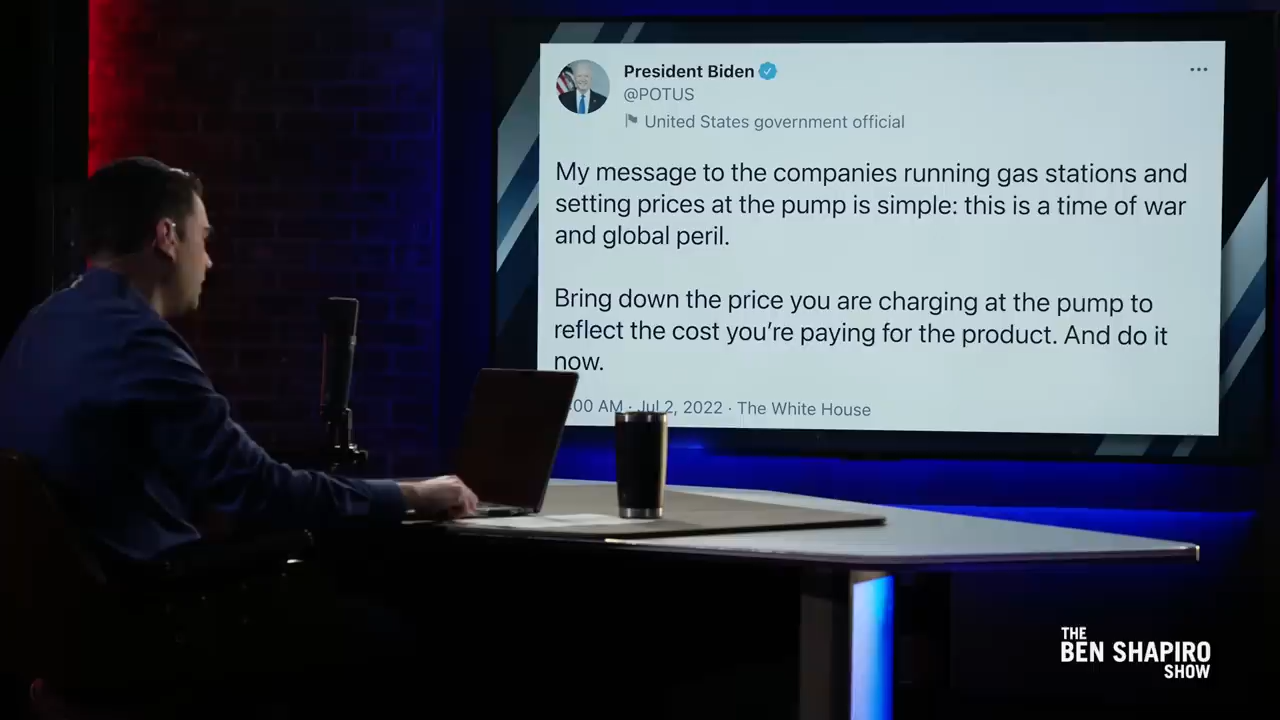 President Biden
@POTUS
United States government official
My message to the companies running gas stations and
setting prices at the pump is simple: this is a time of war
and global peril.
Bring down the price you are charging at the pump to
reflect the cost you’re paying for the product. And do it
now.
:00 AM · Jul 2, 2022 · The White House
THE
BEN SHAPIRO
SHOW